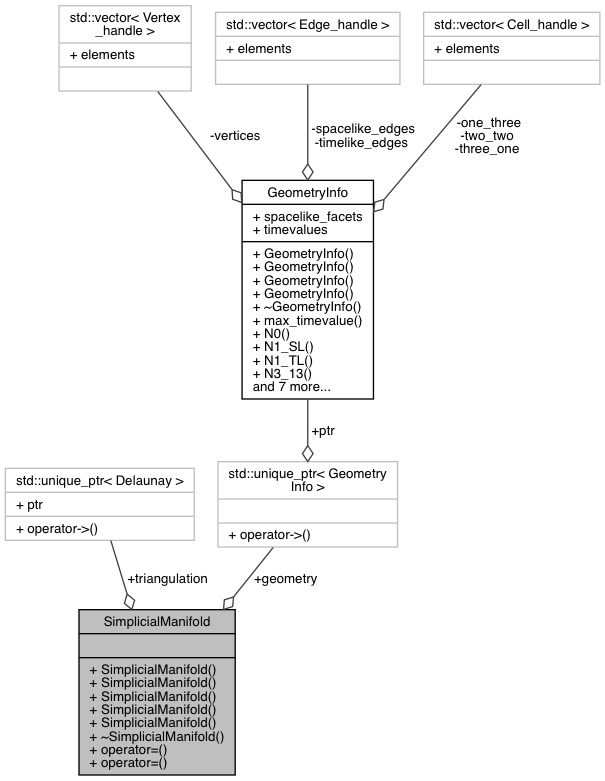 std::vector< Vertex
_handle >
+ elements
std::vector< Edge_handle >
+ elements
std::vector< Cell_handle >
+ elements
-vertices
-spacelike_edges
-timelike_edges
-one_three
-two_two
-three_one
GeometryInfo
+ spacelike_facets
+ timevalues
+ GeometryInfo()
+ GeometryInfo()
+ GeometryInfo()
+ GeometryInfo()
+ ~GeometryInfo()
+ max_timevalue()
+ N0()
+ N1_SL()
+ N1_TL()
+ N3_13()
and 7 more...
+ptr
std::unique_ptr< Delaunay >
+ ptr
+ operator->()
std::unique_ptr< Geometry
Info >
+ operator->()
+triangulation
+geometry
SimplicialManifold
+ SimplicialManifold()
+ SimplicialManifold()
+ SimplicialManifold()
+ SimplicialManifold()
+ SimplicialManifold()
+ ~SimplicialManifold()
+ operator=()
+ operator=()